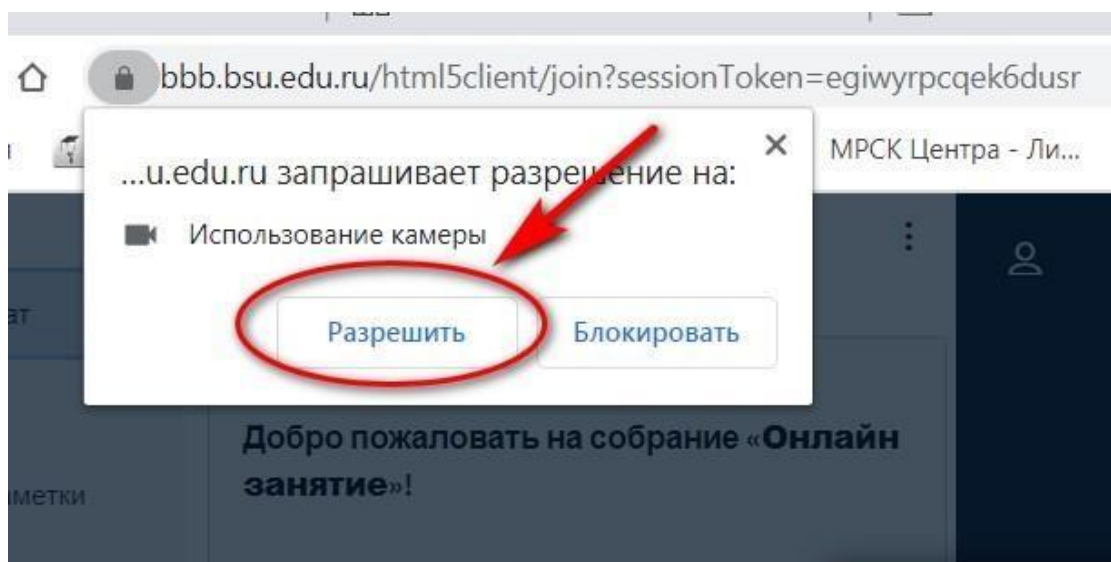 bbb.bsu.edu.ru/html5client/join?sessionToken=egiwyrpcqek6dusr
МРСК Центра - Ли...
...u.edu.ru запрашивает разрешение на:
Использование камеры
Разрешить
Блокировать
Добро пожаловать на собрание «Онлайн
занятие»!